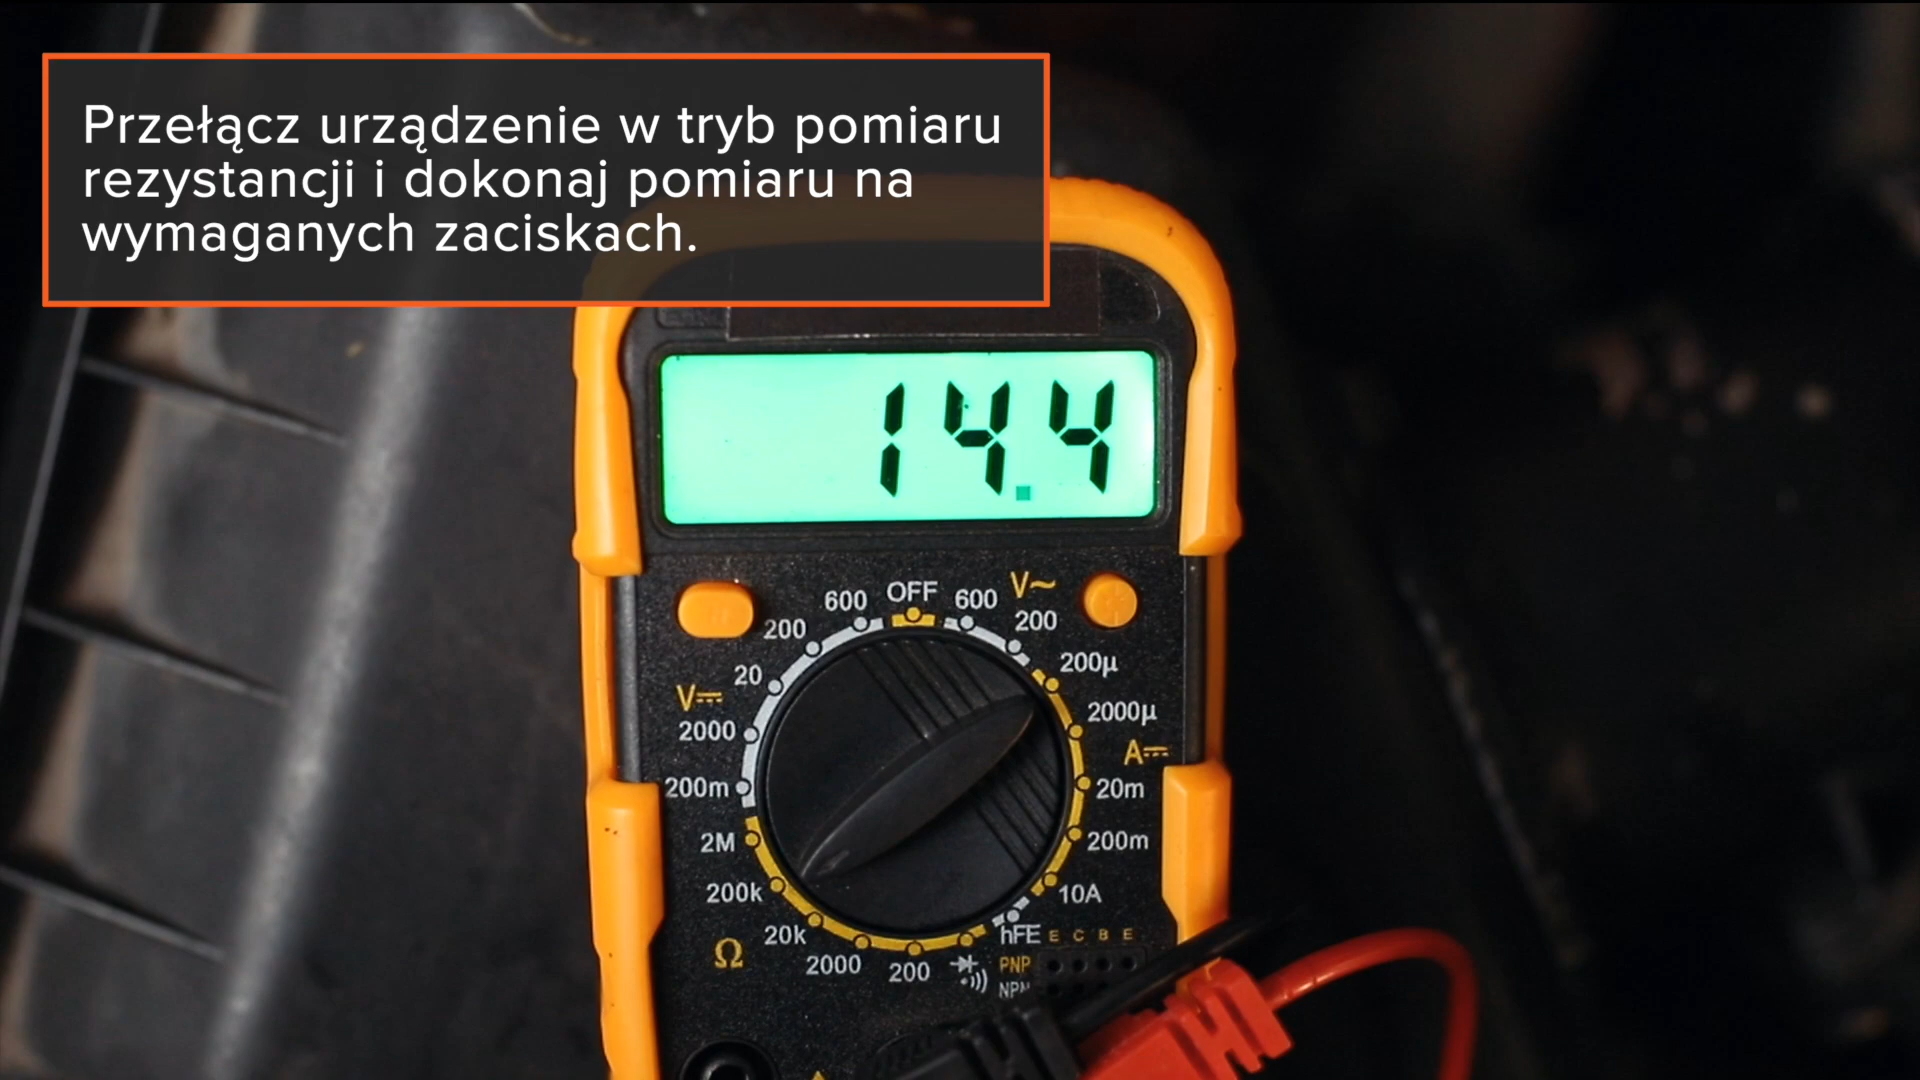 Przełącz urządzenie w tryb pomiaru
rezystancji i dokonaj pomiaru na
wymaganych zaciskach.
14.4
OFF
600
600
V~
200
200
20
200µ
V⎓
2000
2000µ
A⎓
200m
20m
2M
200m
200k
10A
20k
hFE E C B E
Ω
2000
200
PNP
NPN